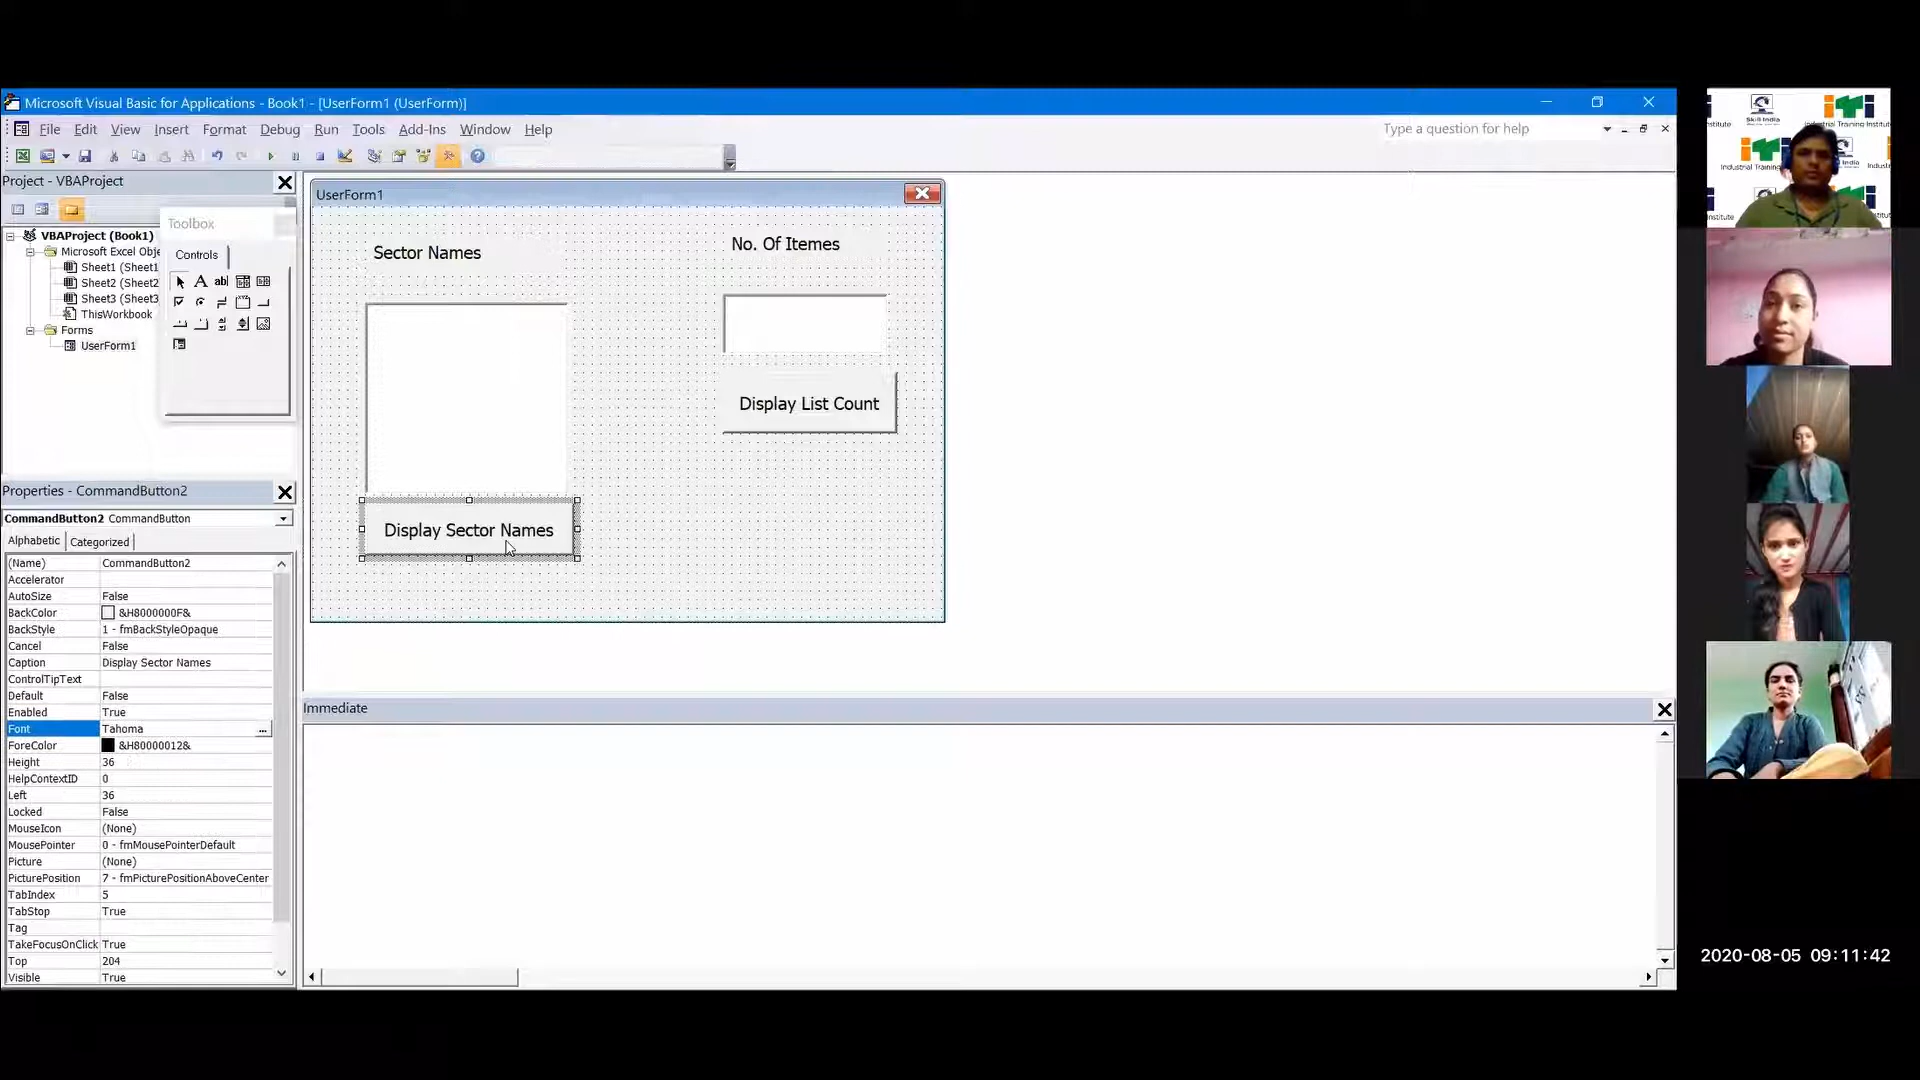 Microsoft Visual Basic for Applications - Book1 - [UserForm1 (UserForm)]
File Edit View Insert Format Debug Run Tools Add-Ins Window Help
Type a question for help
Project - VBAProject
Toolbox
Controls
VBAProject (Book1)
Microsoft Excel Obje
Sheet1 (Sheet1
Sheet2 (Sheet2
Sheet3 (Sheet3
ThisWorkbook
Forms
UserForm1
UserForm1
Sector Names
No. Of Itemes
Display List Count
Display Sector Names
Properties - CommandButton2
CommandButton2 CommandButton
Alphabetic Categorized
(Name) CommandButton2
Accelerator
AutoSize False
BackColor &H8000000F&
BackStyle 1 - fmBackStyleOpaque
Cancel False
Caption Display Sector Names
ControlTipText
Default False
Enabled True
Font Tahoma ...
ForeColor &H80000012&
Height 36
HelpContextID 0
Left 36
Locked False
MouseIcon (None)
MousePointer 0 - fmMousePointerDefault
Picture (None)
PicturePosition 7 - fmPicturePositionAboveCenter
TabIndex 5
TabStop True
Tag
TakeFocusOnClick True
Top 204
Visible True
Immediate
Skill India
Industrial Training
2020-08-05 09:11:42